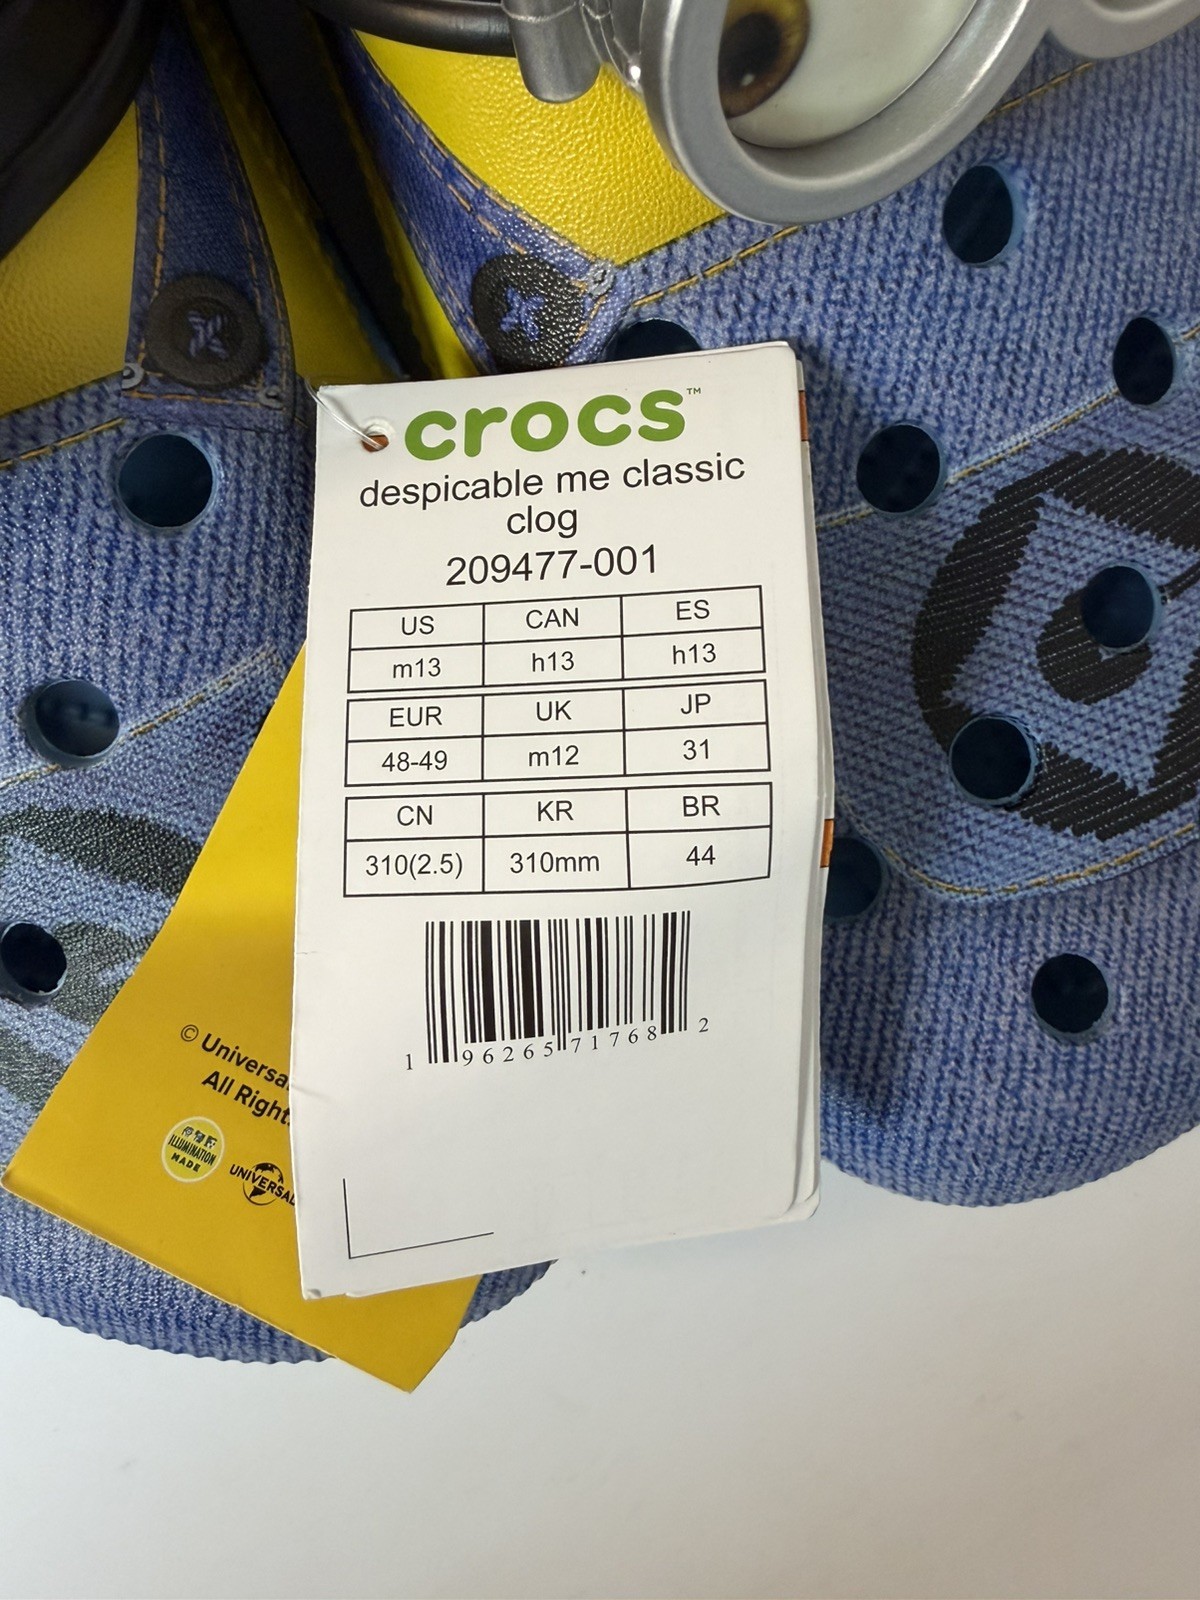 crocs™
despicable me classic
clog
209477-001
US CAN ES
m13 h13 h13
EUR UK JP
48-49 m12 31
CN KR BR
310(2.5) 310mm 44
1 96265 71768 2
© Universal
All Right
ILLUMINATION
MADE
UNIVERSAL